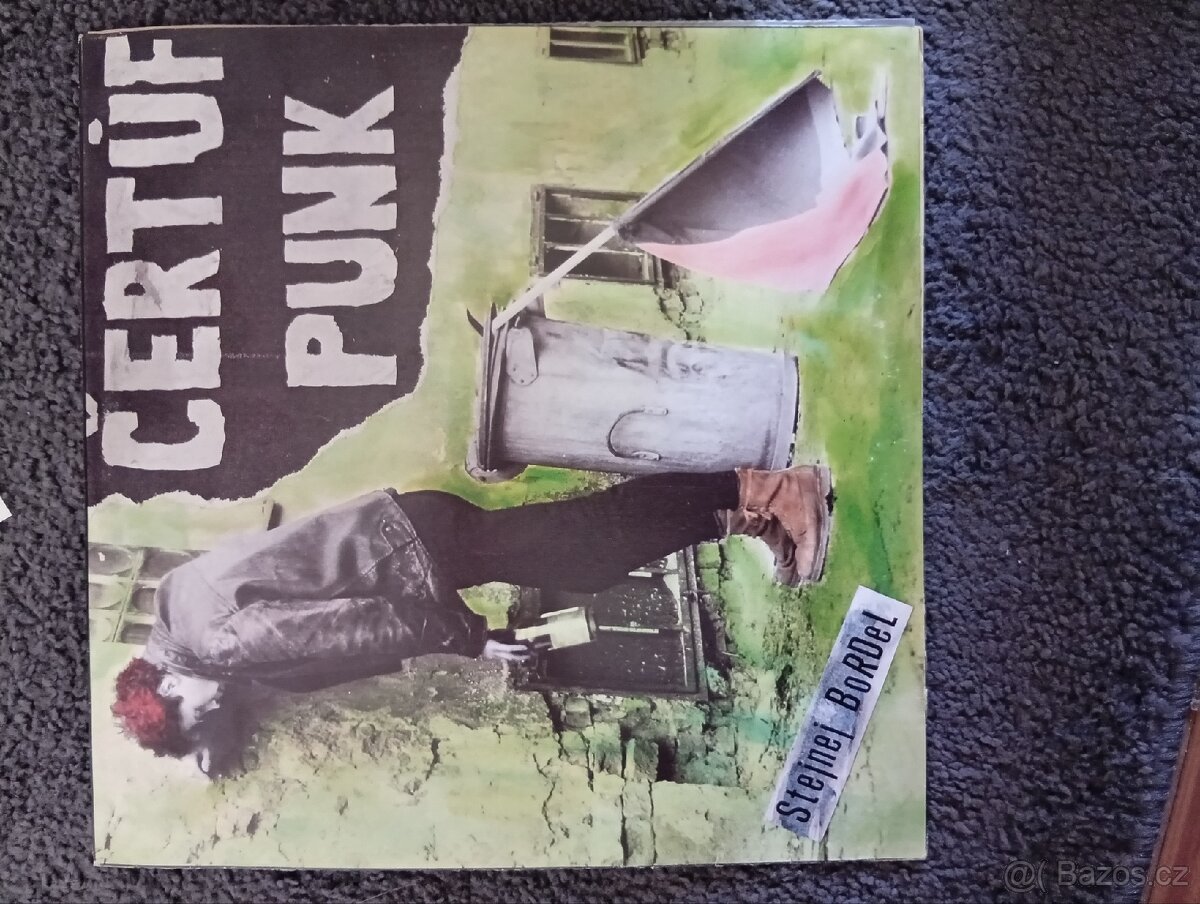 ČERTŮF
PUNK
Stejnej BoRDeL
@( Bazos.cz